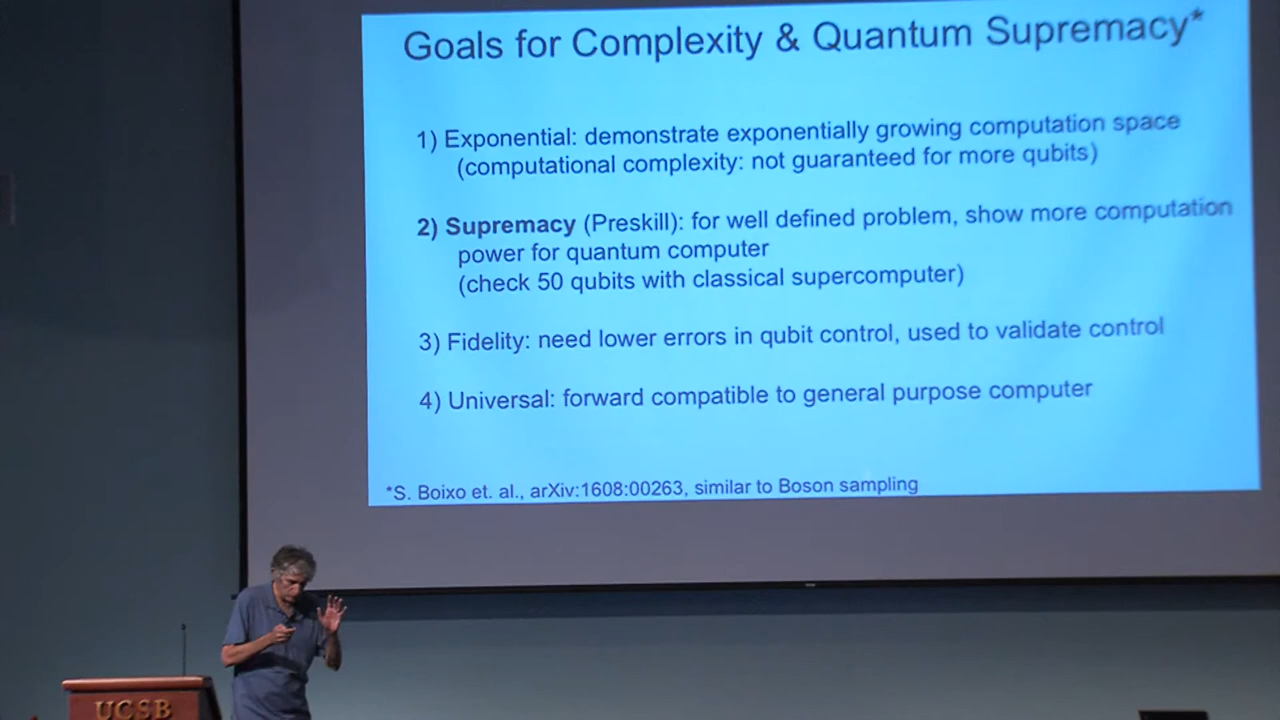 Goals for Complexity & Quantum Supremacy*
1) Exponential: demonstrate exponentially growing computation space
(computational complexity: not guaranteed for more qubits)
2) Supremacy (Preskill): for well defined problem, show more computation
power for quantum computer
(check 50 qubits with classical supercomputer)
3) Fidelity: need lower errors in qubit control, used to validate control
4) Universal: forward compatible to general purpose computer
*S. Boixo et. al., arXiv:1608:00263, similar to Boson sampling
UCSB